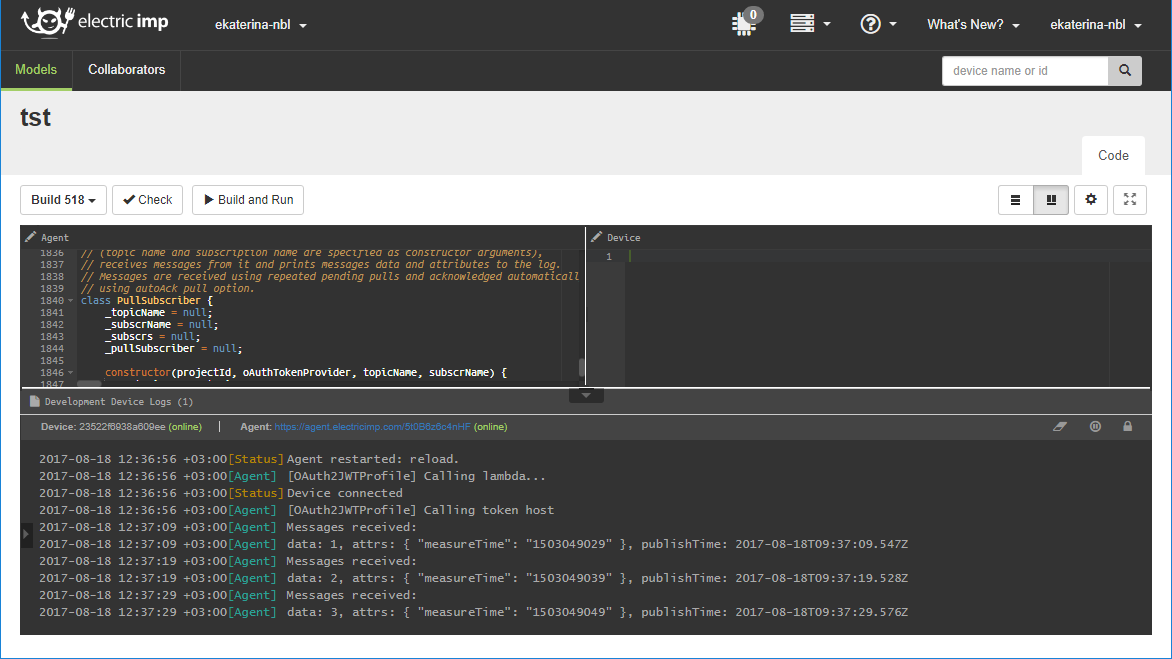 electric imp
ekaterina-nbl
0
What's New?
ekaterina-nbl
Models
Collaborators
device name or id
tst
Code
Build 518
Check
Build and Run
Agent
1836 // (topic name and subscription name are specified as constructor arguments),
1837 // receives messages from it and prints messages data and attributes to the log.
1838 // Messages are received using repeated pending pulls and acknowledged automaticall
1839 // using autoAck pull option.
1840 class PullSubscriber {
1841 _topicName = null;
1842 _subscrName = null;
1843 _subscrs = null;
1844 _pullSubscriber = null;
1845
1846 constructor(projectId, oAuthTokenProvider, topicName, subscrName) {
1847
Device
1
Development Device Logs (1)
Device: 23522f6938a609ee (online) | Agent: https://agent.electricimp.com/5t0B6z6c4nHF (online)
2017-08-18 12:36:56 +03:00[Status] Agent restarted: reload.
2017-08-18 12:36:56 +03:00[Agent] [OAuth2JWTProfile] Calling lambda...
2017-08-18 12:36:56 +03:00[Status] Device connected
2017-08-18 12:36:56 +03:00[Agent] [OAuth2JWTProfile] Calling token host
2017-08-18 12:37:09 +03:00[Agent] Messages received:
2017-08-18 12:37:09 +03:00[Agent] data: 1, attrs: { "measureTime": "1503049029" }, publishTime: 2017-08-18T09:37:09.547Z
2017-08-18 12:37:19 +03:00[Agent] Messages received:
2017-08-18 12:37:19 +03:00[Agent] data: 2, attrs: { "measureTime": "1503049039" }, publishTime: 2017-08-18T09:37:19.528Z
2017-08-18 12:37:29 +03:00[Agent] Messages received:
2017-08-18 12:37:29 +03:00[Agent] data: 3, attrs: { "measureTime": "1503049049" }, publishTime: 2017-08-18T09:37:29.576Z